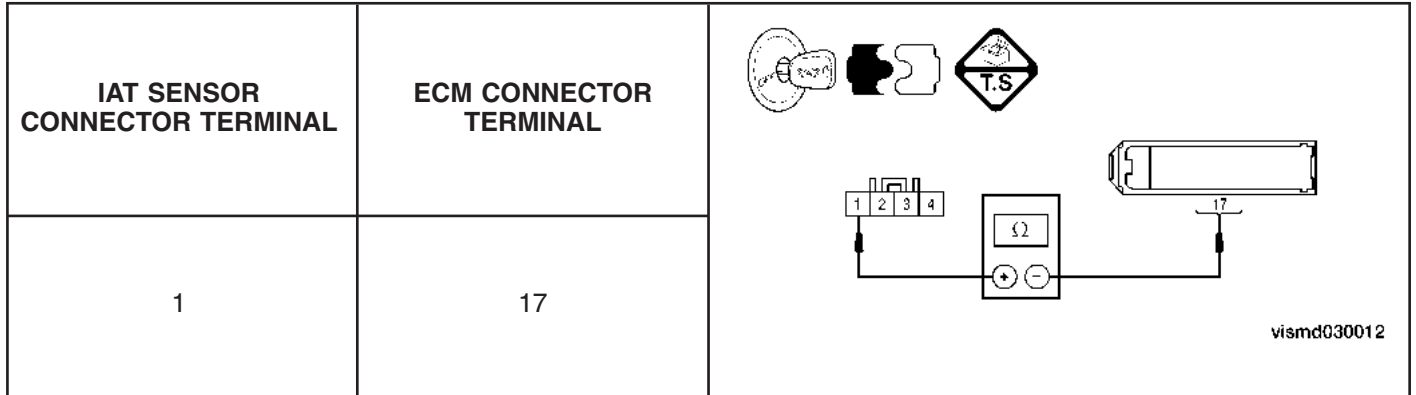 IAT SENSOR
CONNECTOR TERMINAL
ECM CONNECTOR
TERMINAL
T.S
1 2 3 4
17
Ω
+ −
1
17
vismd030012